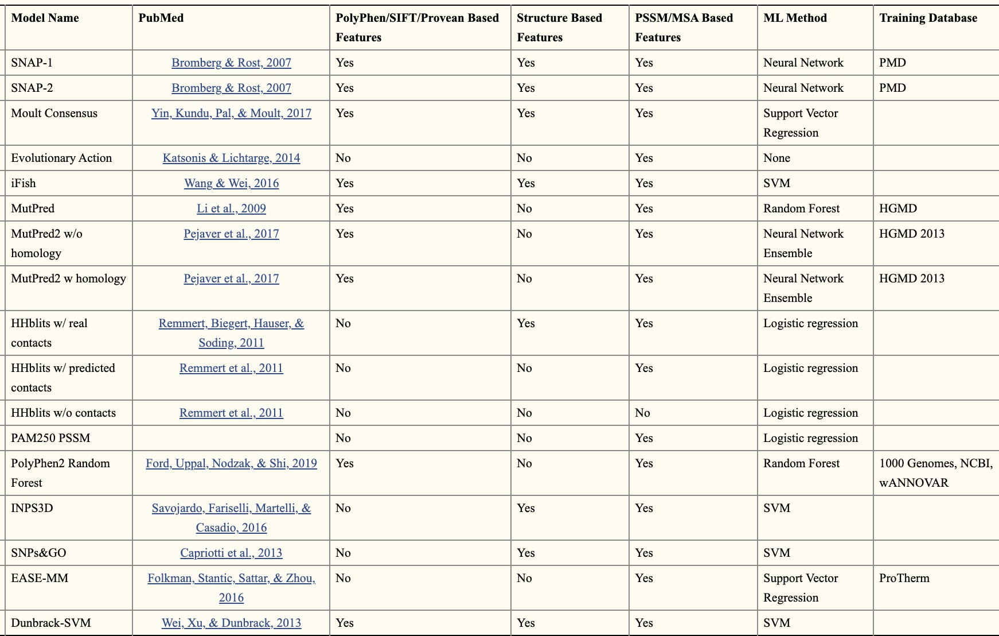 Model Name PubMed PolyPhen/SIFT/Provean Based Features Structure Based Features PSSM/MSA Based Features ML Method Training Database
SNAP-1 Bromberg & Rost, 2007 Yes Yes Yes Neural Network PMD
SNAP-2 Bromberg & Rost, 2007 Yes Yes Yes Neural Network PMD
Moult Consensus Yin, Kundu, Pal, & Moult, 2017 Yes Yes Yes Support Vector Regression
Evolutionary Action Katsonis & Lichtarge, 2014 No No Yes None
iFish Wang & Wei, 2016 Yes Yes Yes SVM
MutPred Li et al., 2009 Yes No Yes Random Forest HGMD
MutPred2 w/o homology Pejaver et al., 2017 Yes No Yes Neural Network Ensemble HGMD 2013
MutPred2 w homology Pejaver et al., 2017 Yes No Yes Neural Network Ensemble HGMD 2013
HHblits w/ real contacts Remmert, Biegert, Hauser, & Soding, 2011 No Yes Yes Logistic regression
HHblits w/ predicted contacts Remmert et al., 2011 No No Yes Logistic regression
HHblits w/o contacts Remmert et al., 2011 No No No Logistic regression
PAM250 PSSM No No Yes Logistic regression
PolyPhen2 Random Forest Ford, Uppal, Nodzak, & Shi, 2019 Yes No Yes Random Forest 1000 Genomes, NCBI, wANNOVAR
INPS3D Savojardo, Fariselli, Martelli, & Casadio, 2016 No Yes Yes SVM
SNPs&GO Capriotti et al., 2013 No Yes Yes SVM
EASE-MM Folkman, Stantic, Sattar, & Zhou, 2016 No No Yes Support Vector Regression ProTherm
Dunbrack-SVM Wei, Xu, & Dunbrack, 2013 Yes Yes Yes SVM